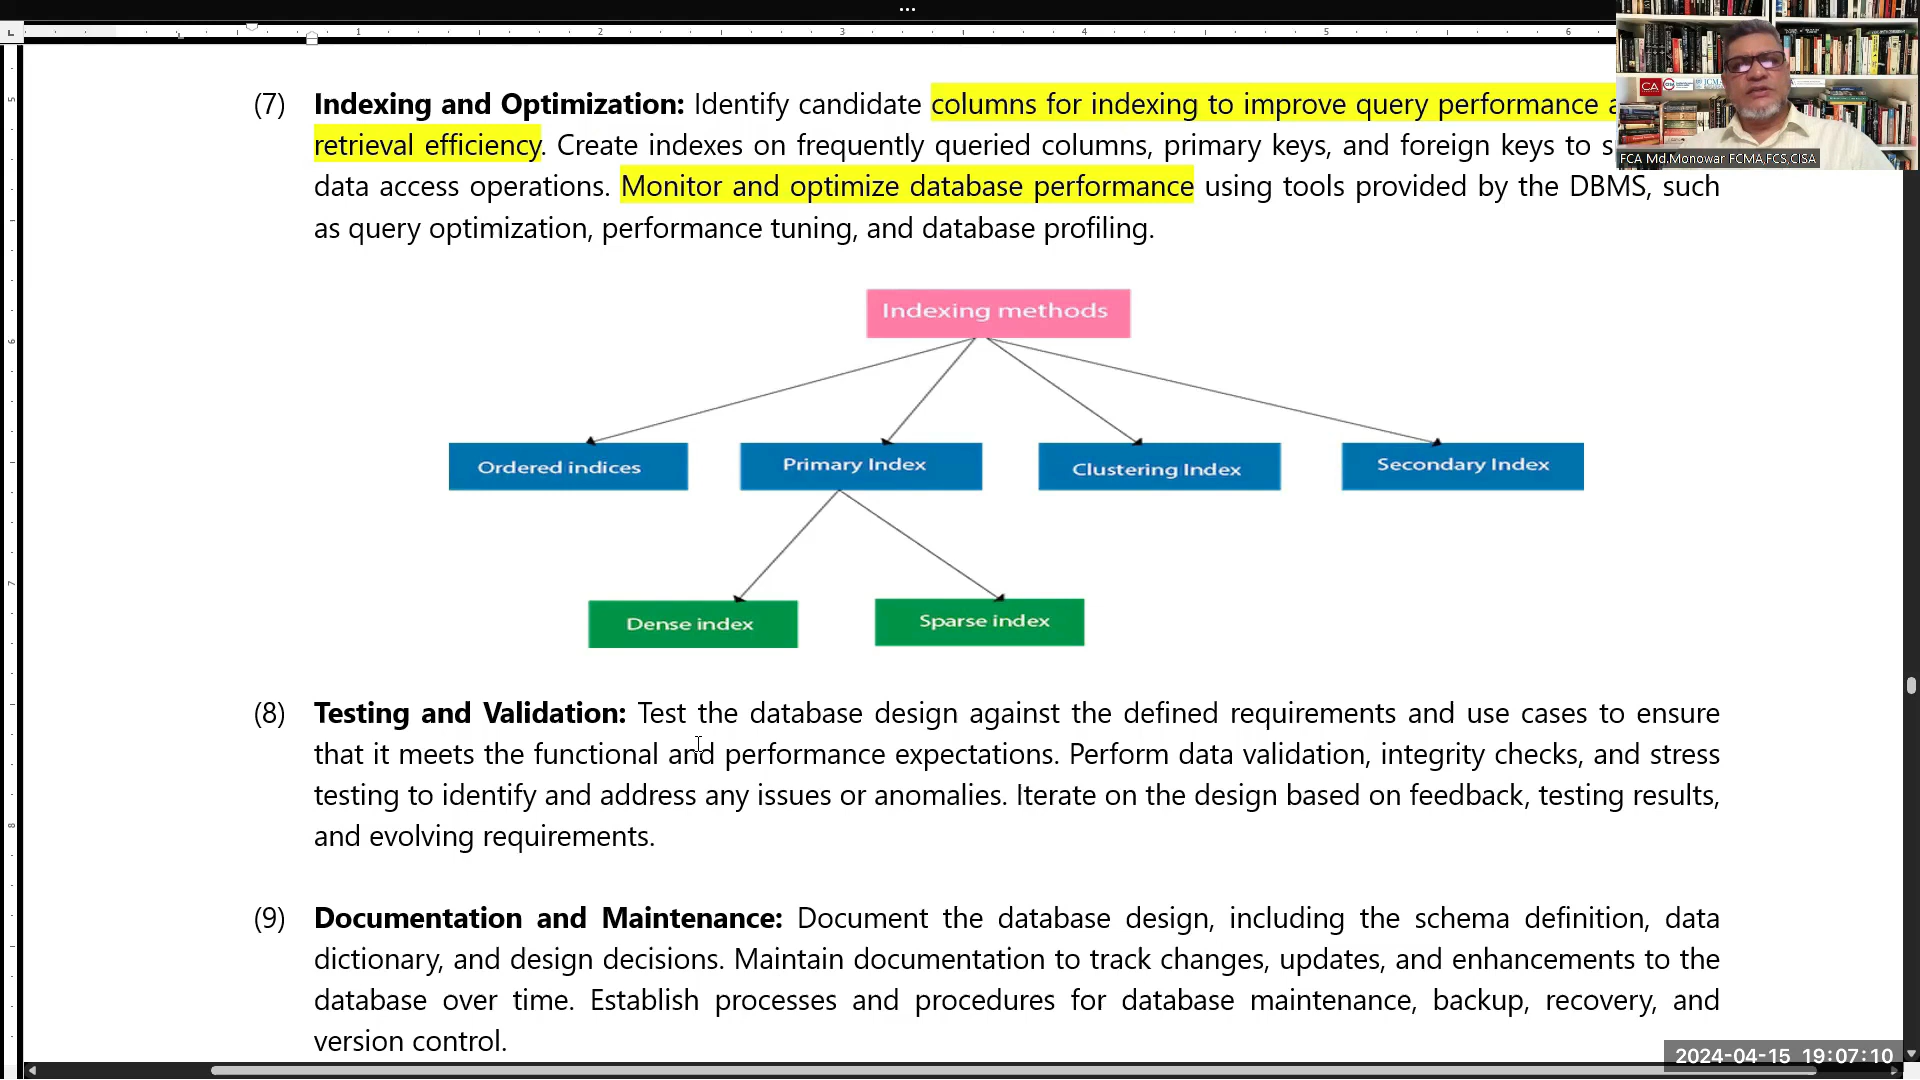 ...
1 2 3 4 5 6
(7) Indexing and Optimization: Identify candidate columns for indexing to improve query performance
retrieval efficiency. Create indexes on frequently queried columns, primary keys, and foreign keys to
data access operations. Monitor and optimize database performance using tools provided by the DBMS, such
as query optimization, performance tuning, and database profiling.
CA
FCA Md.Monowar FCMA,FCS,CISA
Indexing methods
Ordered indices Primary Index Clustering Index Secondary Index
Dense index Sparse index
(8) Testing and Validation: Test the database design against the defined requirements and use cases to ensure
that it meets the functional and performance expectations. Perform data validation, integrity checks, and stress
testing to identify and address any issues or anomalies. Iterate on the design based on feedback, testing results,
and evolving requirements.
(9) Documentation and Maintenance: Document the database design, including the schema definition, data
dictionary, and design decisions. Maintain documentation to track changes, updates, and enhancements to the
database over time. Establish processes and procedures for database maintenance, backup, recovery, and
version control.
2024-04-15 19:07:10